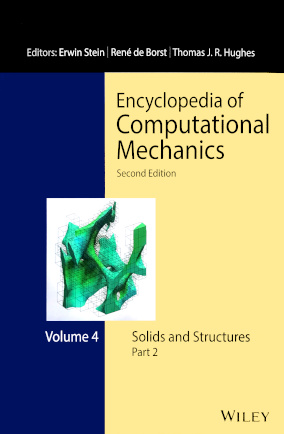 Editors: Erwin Stein | René de Borst | Thomas J. R. Hughes
Encyclopedia of
Computational
Mechanics
Second Edition
Volume 4
Solids and Structures
Part 2
WILEY